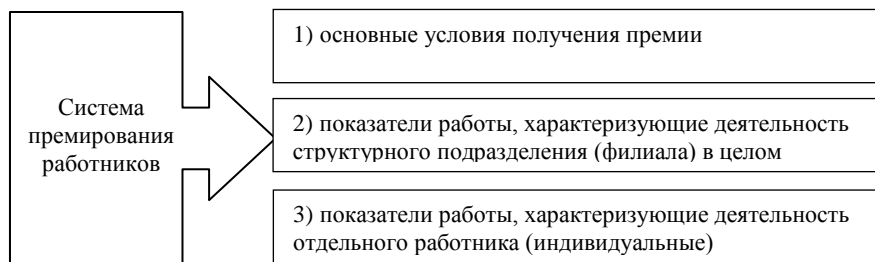 Система
премирования
работников
1) основные условия получения премии
2) показатели работы, характеризующие деятельность
структурного подразделения (филиала) в целом
3) показатели работы, характеризующие деятельность
отдельного работника (индивидуальные)